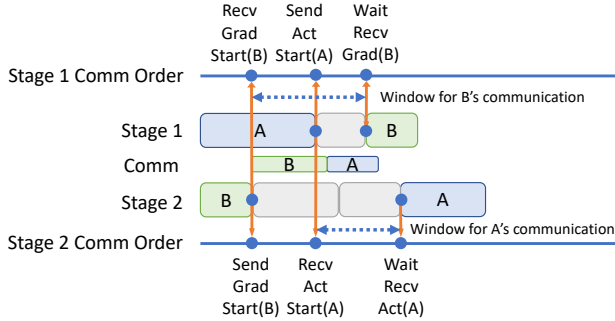 Recv Send Wait
Grad Act Recv
Start(B) Start(A) Grad(B)
Stage 1 Comm Order
Window for B's communication
Stage 1 A B
Comm B A
Stage 2 B A
Window for A's communication
Stage 2 Comm Order
Send Recv Wait
Grad Act Recv
Start(B) Start(A) Act(A)